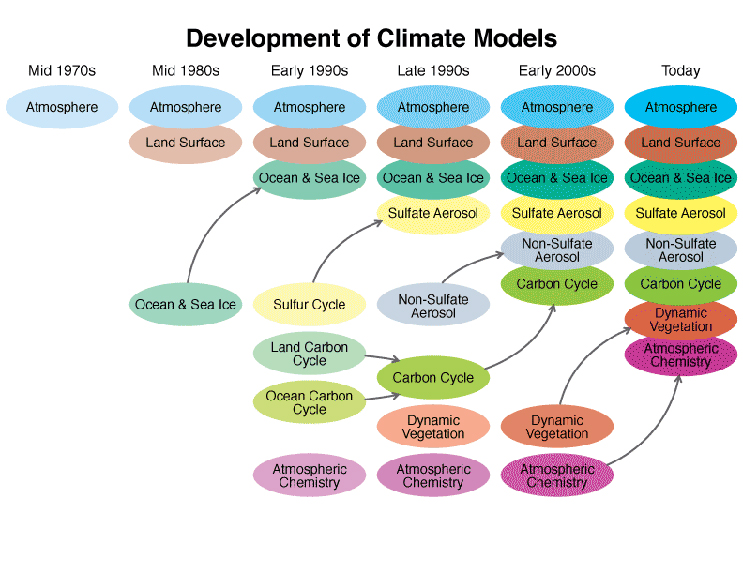 Development of Climate Models
Mid 1970s
Mid 1980s
Early 1990s
Late 1990s
Early 2000s
Today
Atmosphere
Atmosphere
Atmosphere
Atmosphere
Atmosphere
Atmosphere
Land Surface
Land Surface
Land Surface
Land Surface
Land Surface
Ocean & Sea Ice
Ocean & Sea Ice
Ocean & Sea Ice
Ocean & Sea Ice
Sulfate Aerosol
Sulfate Aerosol
Sulfate Aerosol
Non-Sulfate
Aerosol
Non-Sulfate
Aerosol
Ocean & Sea Ice
Sulfur Cycle
Non-Sulfate
Aerosol
Carbon Cycle
Carbon Cycle
Dynamic
Vegetation
Land Carbon
Cycle
Atmospheric
Chemistry
Carbon Cycle
Ocean Carbon
Cycle
Dynamic
Vegetation
Dynamic
Vegetation
Atmospheric
Chemistry
Atmospheric
Chemistry
Atmospheric
Chemistry